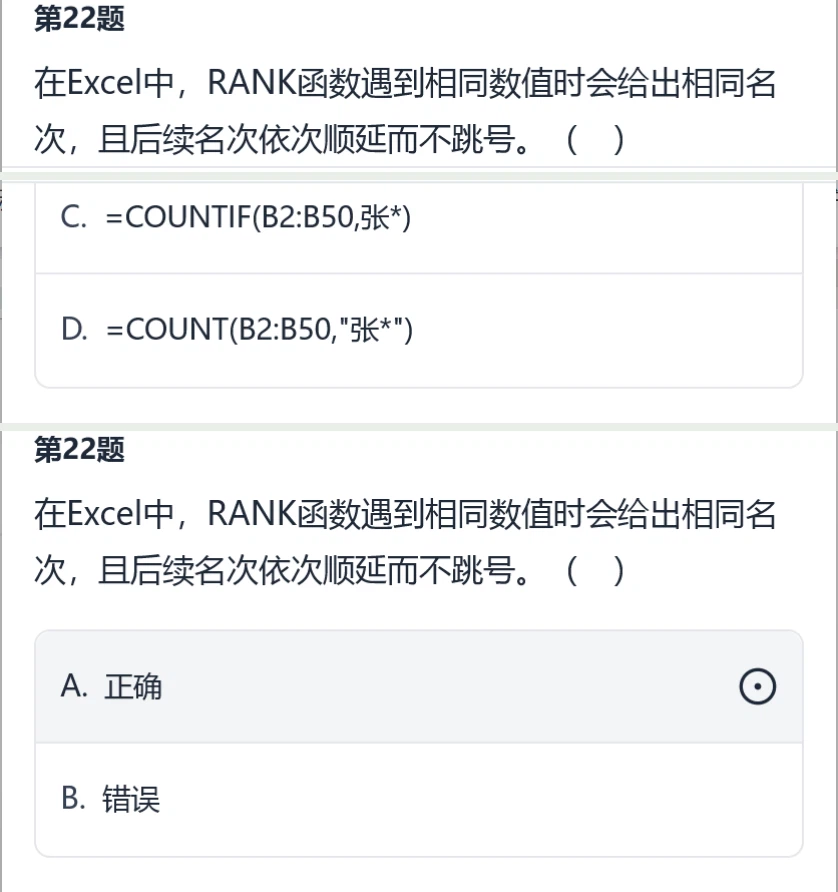 第22题
在Excel中，RANK函数遇到相同数值时会给出相同名
次，且后续名次依次顺延而不跳号。（　）
C. =COUNTIF(B2:B50,张*)
D. =COUNT(B2:B50,"张*")
第22题
在Excel中，RANK函数遇到相同数值时会给出相同名
次，且后续名次依次顺延而不跳号。（　）
A. 正确
B. 错误